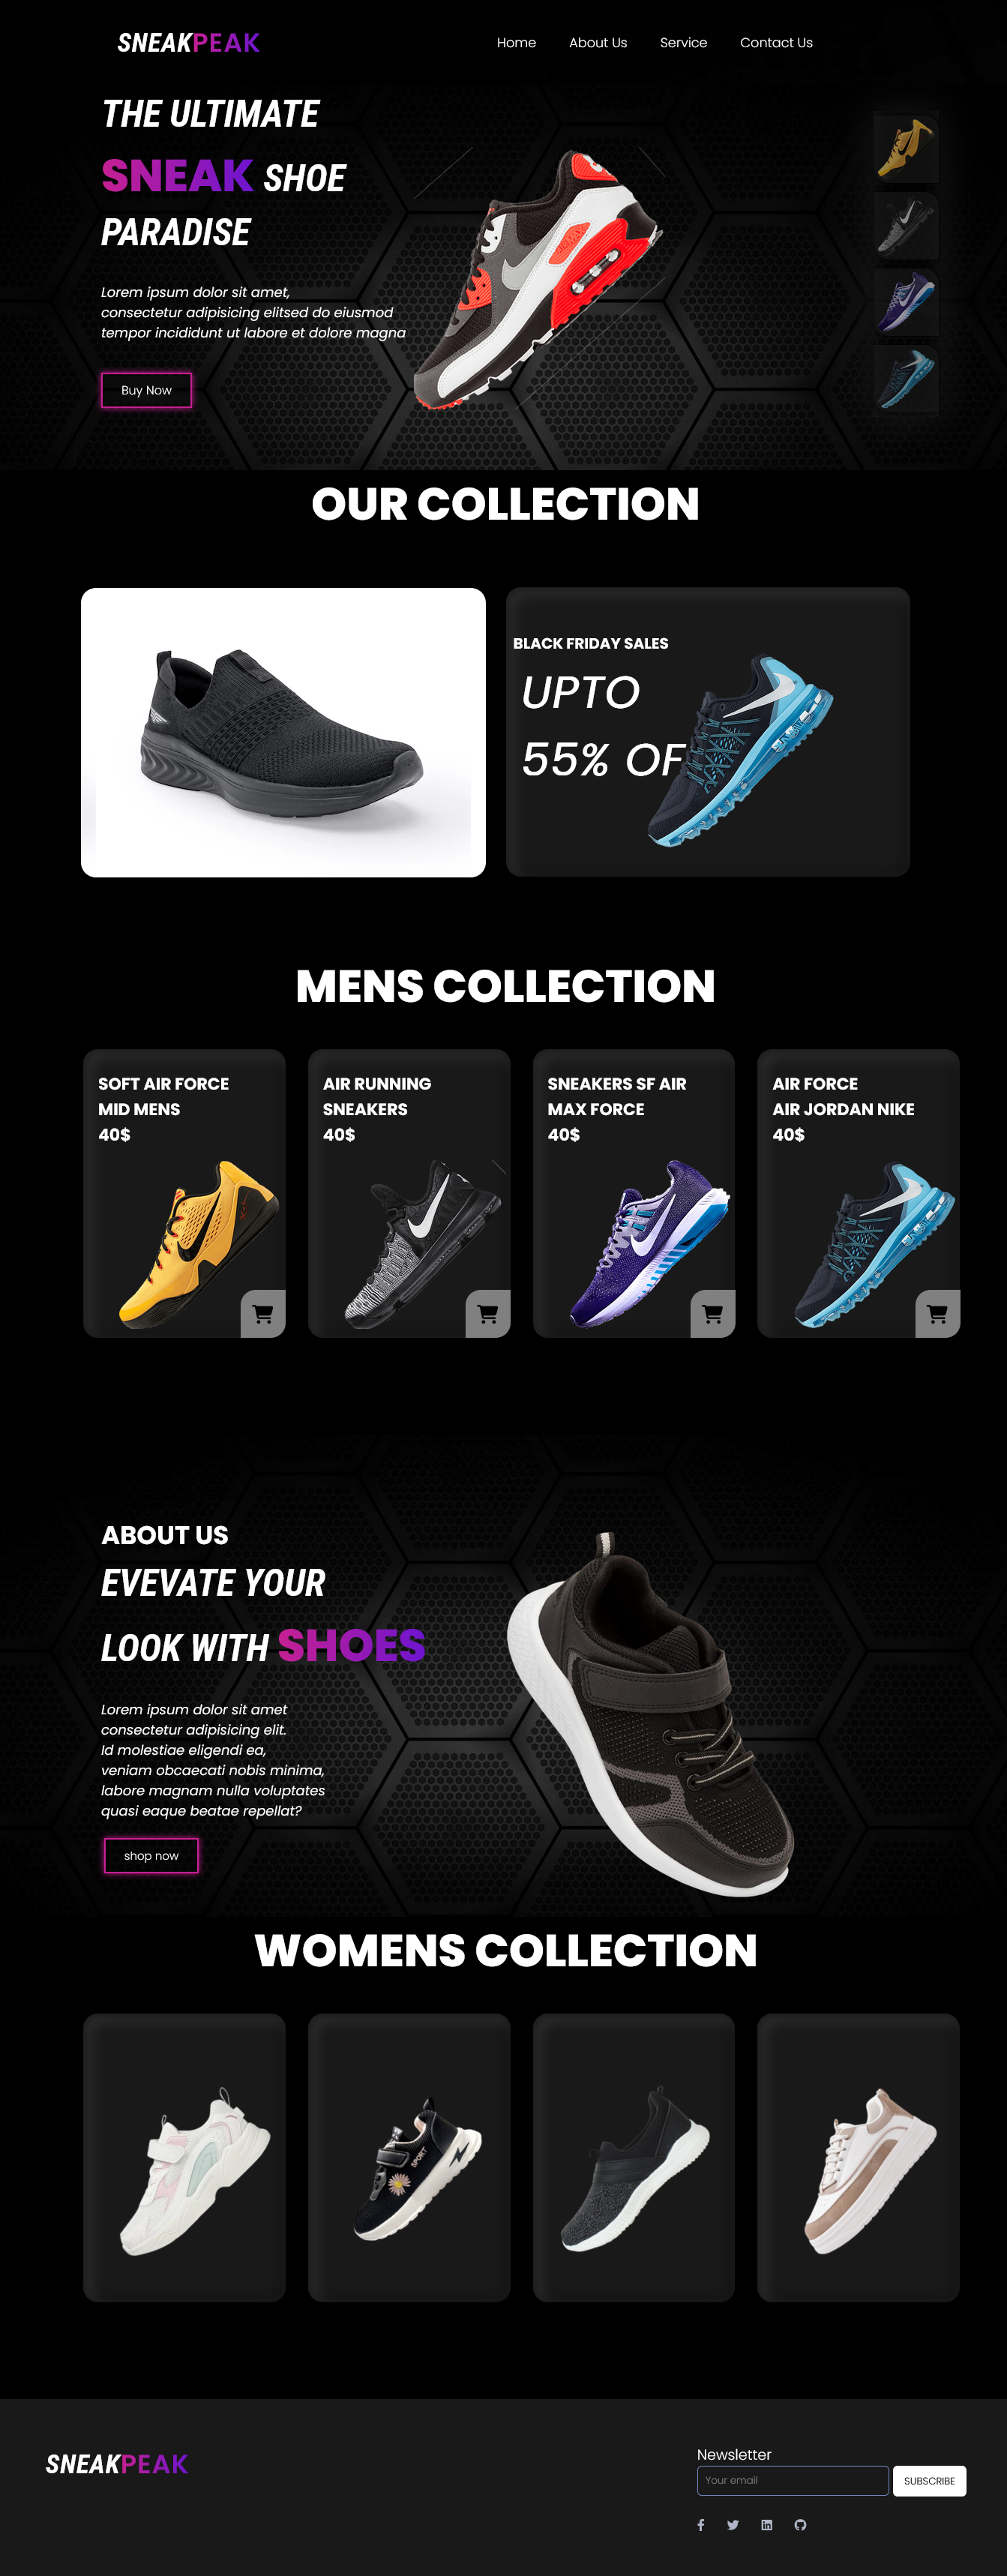 SNEAKPEAK
Home About Us Service Contact Us
THE ULTIMATE
SNEAK SHOE
PARADISE
Lorem ipsum dolor sit amet,
consectetur adipisicing elitsed do eiusmod
tempor incididunt ut labore et dolore magna
Buy Now
OUR COLLECTION
BLACK FRIDAY SALES
UPTO
55% OF
MENS COLLECTION
SOFT AIR FORCE
MID MENS
40$
AIR RUNNING
SNEAKERS
40$
SNEAKERS SF AIR
MAX FORCE
40$
AIR FORCE
AIR JORDAN NIKE
40$
ABOUT US
EVEVATE YOUR
LOOK WITH SHOES
Lorem ipsum dolor sit amet
consectetur adipisicing elit.
Id molestiae eligendi ea,
veniam obcaecati nobis minima,
labore magnam nulla voluptates
quasi eaque beatae repellat?
shop now
WOMENS COLLECTION
SPORT
SNEAKPEAK
Newsletter
Your email
SUBSCRIBE